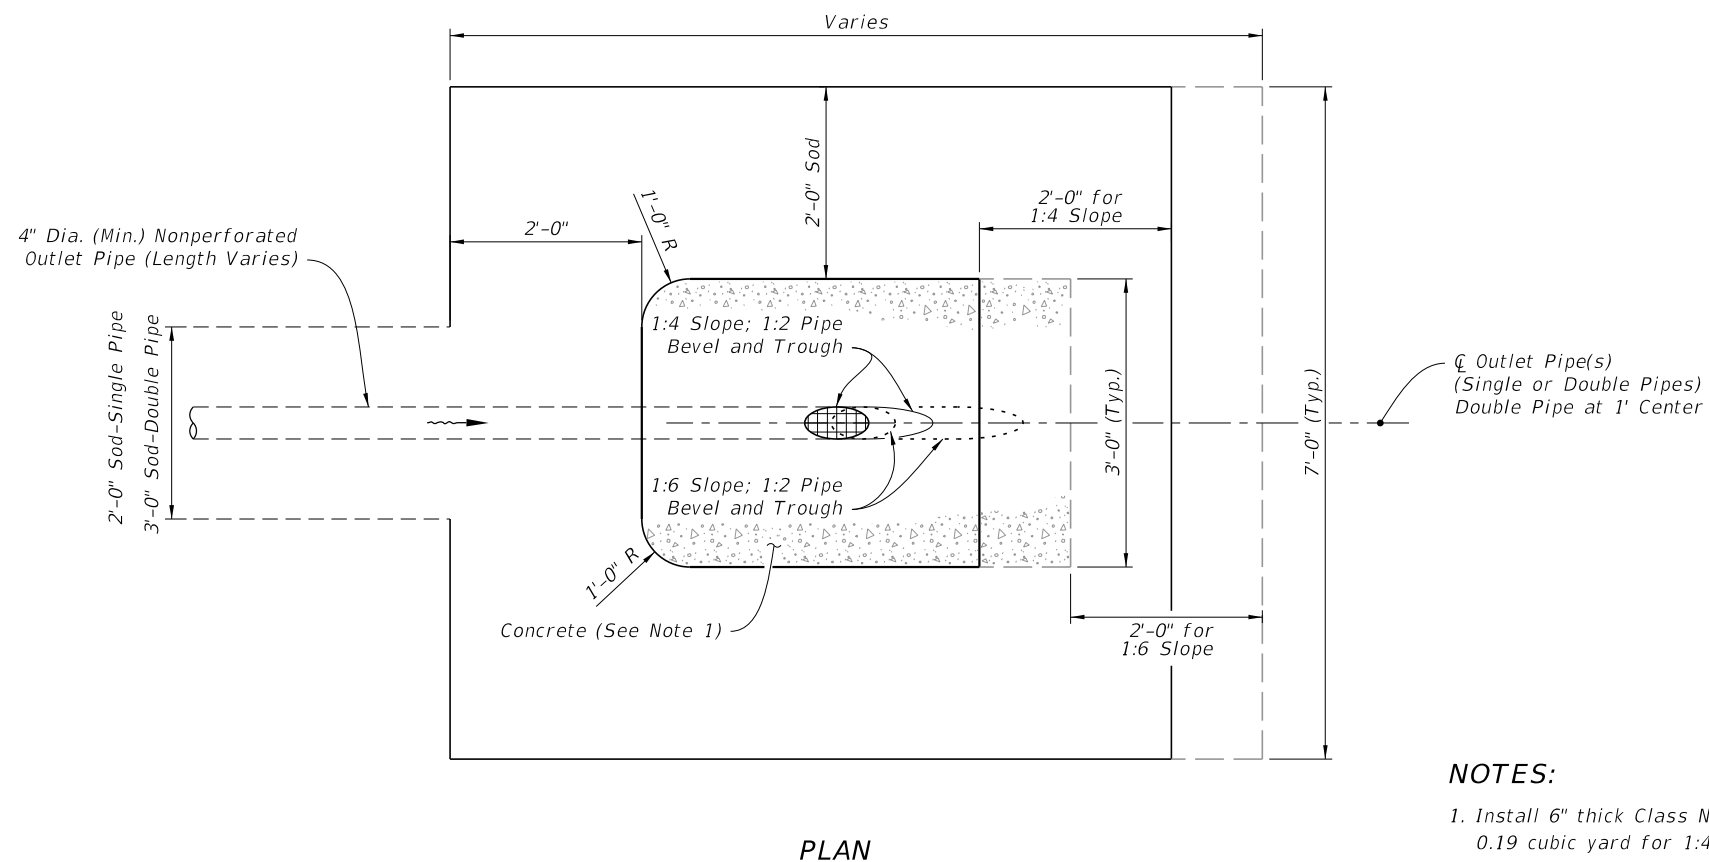 Varies
2'-0" Sod
2'-0" for
1:4 Slope
1'-0" R
2'-0"
4" Dia. (Min.) Nonperforated
Outlet Pipe (Length Varies)
2'-0" Sod-Single Pipe
3'-0" Sod-Double Pipe
1:4 Slope; 1:2 Pipe
Bevel and Trough
℄ Outlet Pipe(s)
(Single or Double Pipes)
Double Pipe at 1' Center
3'-0" (Typ.)
7'-0" (Typ.)
1:6 Slope; 1:2 Pipe
Bevel and Trough
1'-0" R
Concrete (See Note 1)
2'-0" for
1:6 Slope
NOTES:
1. Install 6" thick Class N
0.19 cubic yard for 1:4
PLAN